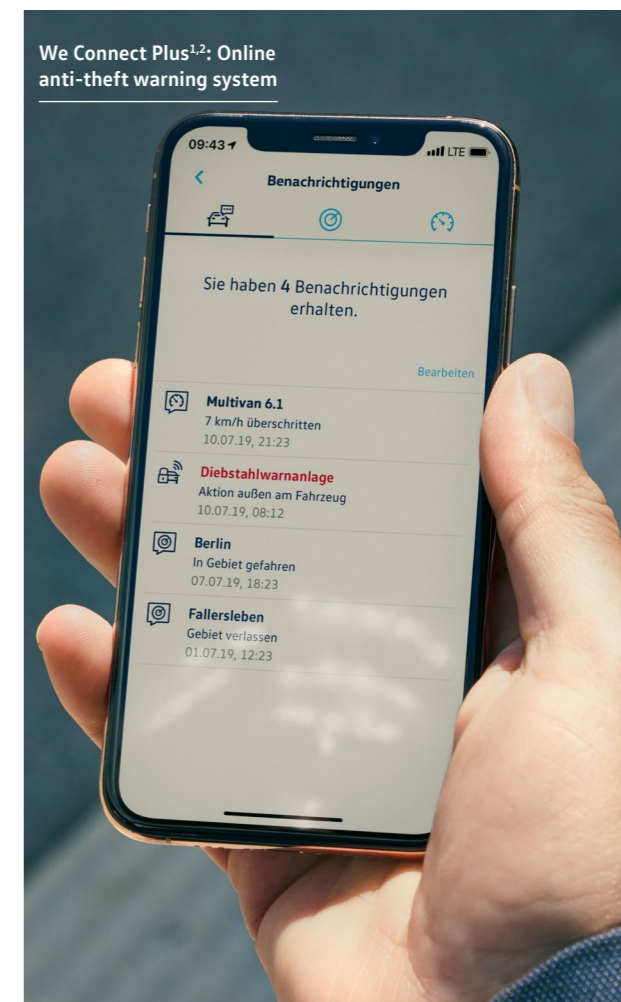 We Connect Plus1,2: Online
anti-theft warning system
09:43
LTE
Benachrichtigungen
Sie haben 4 Benachrichtigungen
erhalten.
Bearbeiten
Multivan 6.1
7 km/h überschritten
10.07.19, 21:23
Diebstahlwarnanlage
Aktion außen am Fahrzeug
10.07.19, 08:12
Berlin
In Gebiet gefahren
07.07.19, 18:23
Fallersleben
Gebiet verlassen
01.07.19, 12:23